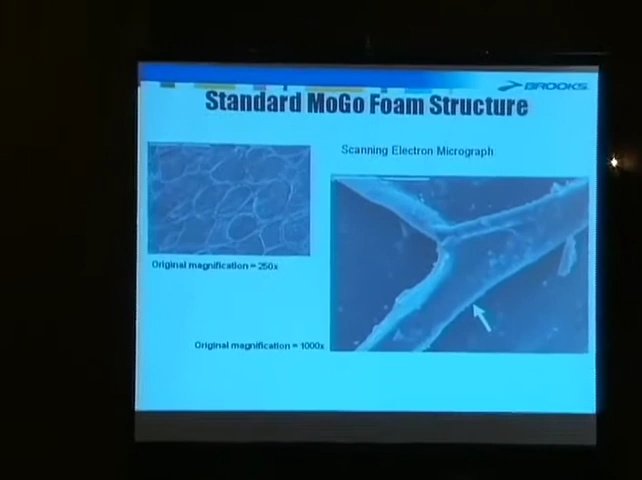 BROOKS
Standard MoGo Foam Structure
Scanning Electron Micrograph
Original magnification = 250x
Original magnification = 1000x